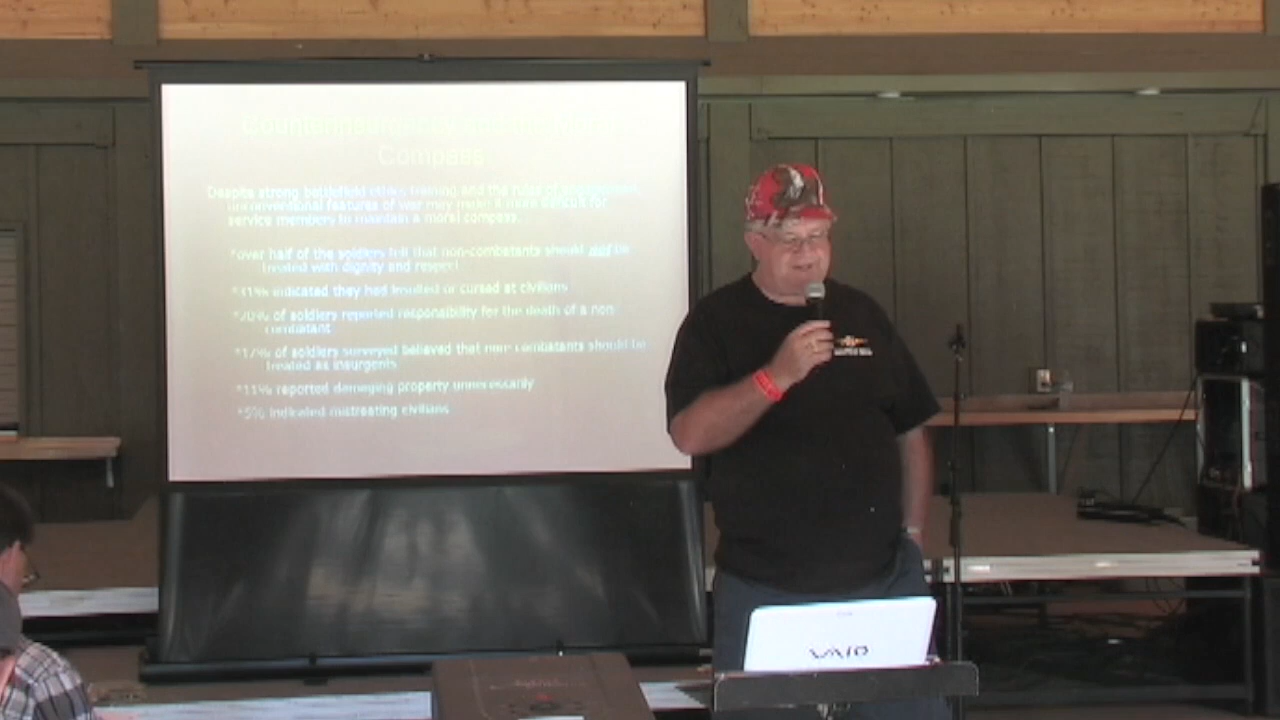 Compass
Despite strong battlefield ethics training and the rules of engagement,
unconventional features of war may make it more difficult for
service members to maintain a moral compass...
*over half of the soldiers felt that non-combatants should not be
treated with dignity and respect
*31% indicated they had insulted or cursed at civilians
*20% of soldiers reported responsibility for the death of a non-
combatant
*17% of soldiers surveyed believed that non-combatants should be
treated as insurgents
*11% reported damaging property unnecessarily
*5% indicated mistreating civilians
VAIO